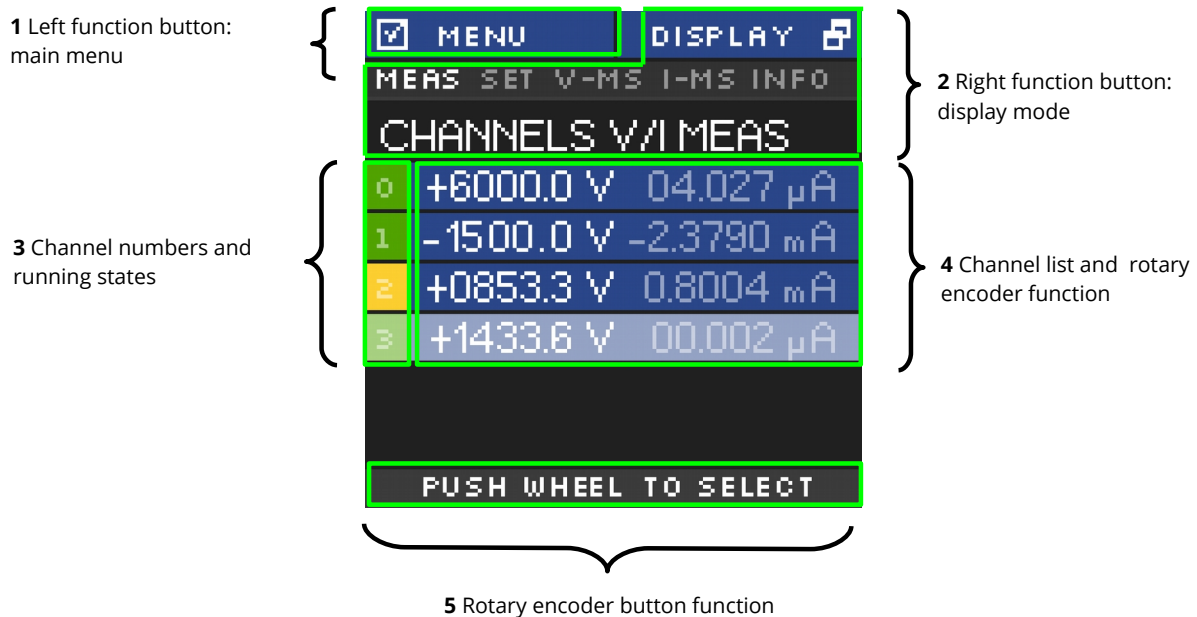 1 Left function button:
main menu
MENU
DISPLAY
MEAS SET V-MS I-MS INFO
CHANNELS V/I MEAS
2 Right function button:
display mode
3 Channel numbers and
running states
0 +6000.0 V 04.027 µA
1 -1500.0 V -2.3790 mA
2 +0853.3 V 0.8004 mA
3 +1433.6 V 00.002 µA
4 Channel list and rotary
encoder function
PUSH WHEEL TO SELECT
5 Rotary encoder button function